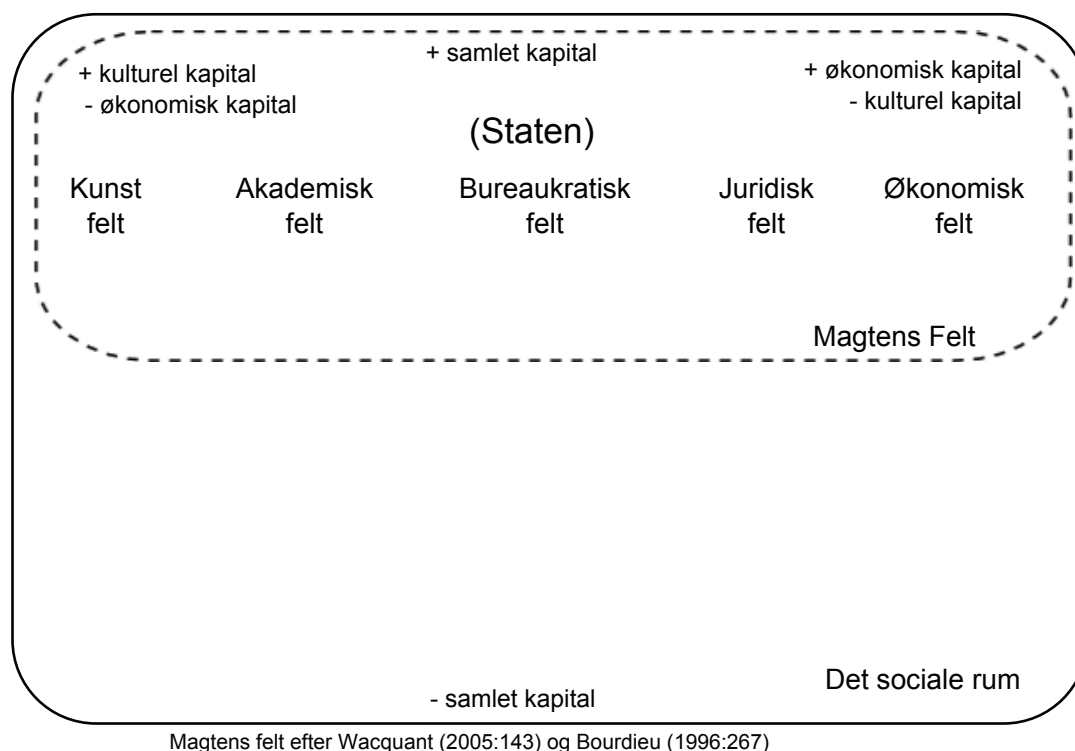 + samlet kapital
+ kulturel kapital
- økonomisk kapital
+ økonomisk kapital
- kulturel kapital
(Staten)
Kunst felt
Akademisk felt
Bureaukratisk felt
Juridisk felt
Økonomisk felt
Magtens Felt
Det sociale rum
- samlet kapital
Magtens felt efter Wacquant (2005:143) og Bourdieu (1996:267)